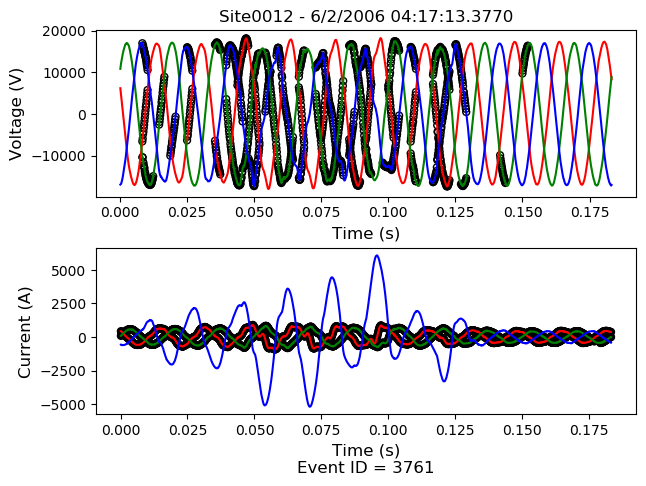 Site0012 - 6/2/2006 04:17:13.3770
Voltage (V)
20000
10000
0
−10000
0.000 0.025 0.050 0.075 0.100 0.125 0.150 0.175
Time (s)
Current (A)
5000
2500
0
−2500
−5000
0.000 0.025 0.050 0.075 0.100 0.125 0.150 0.175
Time (s)
Event ID = 3761